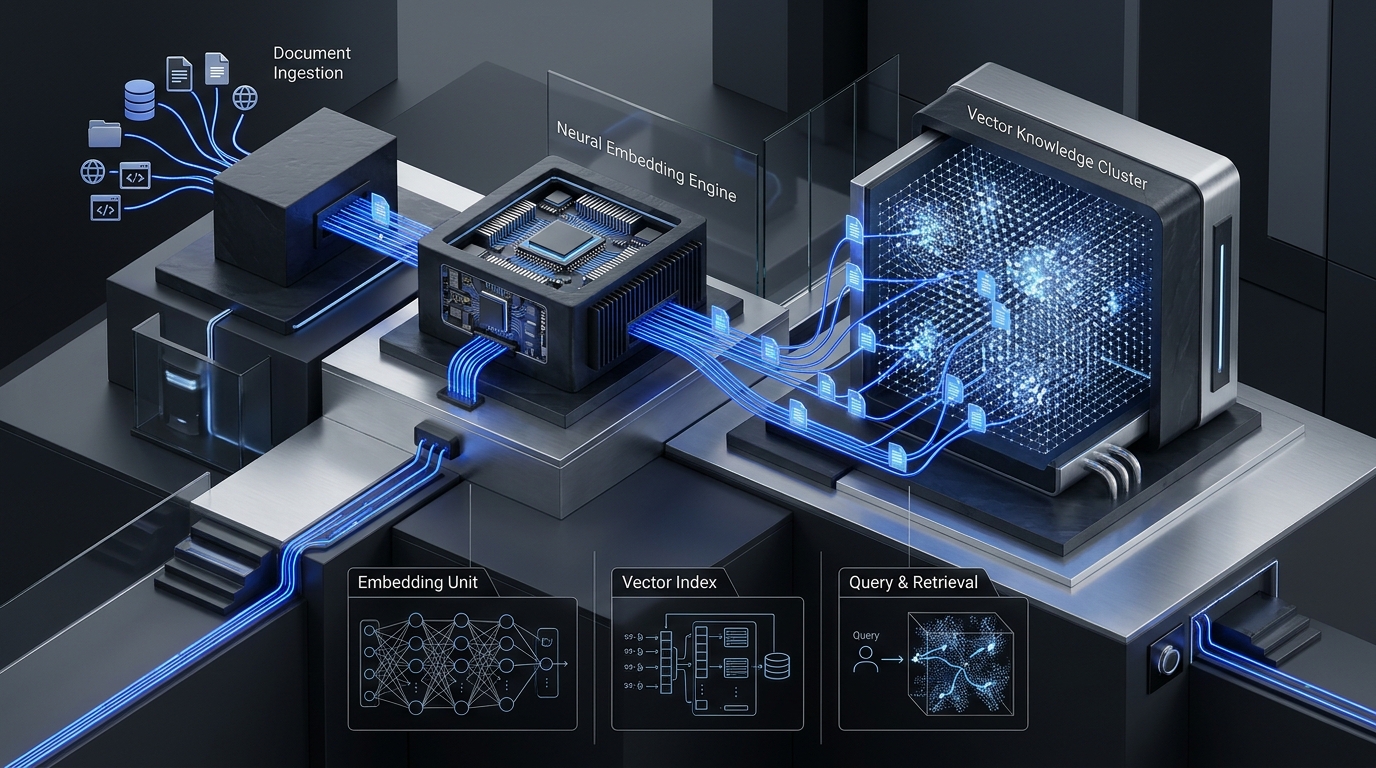 Document
Ingestion
Neural Embedding Engine
Vector Knowledge Cluster
</>
</>
Embedding Unit
Vector Index
Query & Retrieval
Query